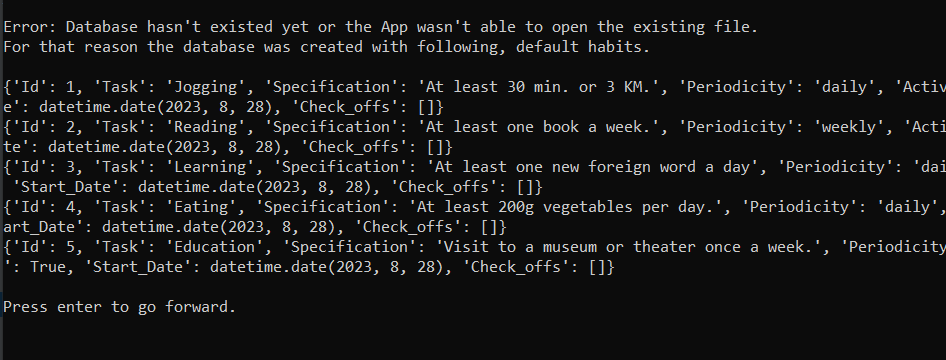 Error: Database hasn't existed yet or the App wasn't able to open the existing file.
For that reason the database was created with following, default habits.
{'Id': 1, 'Task': 'Jogging', 'Specification': 'At least 30 min. or 3 KM.', 'Periodicity': 'daily', 'Activ
e': datetime.date(2023, 8, 28), 'Check_offs': []}
{'Id': 2, 'Task': 'Reading', 'Specification': 'At least one book a week.', 'Periodicity': 'weekly', 'Acti
te': datetime.date(2023, 8, 28), 'Check_offs': []}
{'Id': 3, 'Task': 'Learning', 'Specification': 'At least one new foreign word a day', 'Periodicity': 'dai
'Start_Date': datetime.date(2023, 8, 28), 'Check_offs': []}
{'Id': 4, 'Task': 'Eating', 'Specification': 'At least 200g vegetables per day.', 'Periodicity': 'daily',
art_Date': datetime.date(2023, 8, 28), 'Check_offs': []}
{'Id': 5, 'Task': 'Education', 'Specification': 'Visit to a museum or theater once a week.', 'Periodicity
': True, 'Start_Date': datetime.date(2023, 8, 28), 'Check_offs': []}
Press enter to go forward.